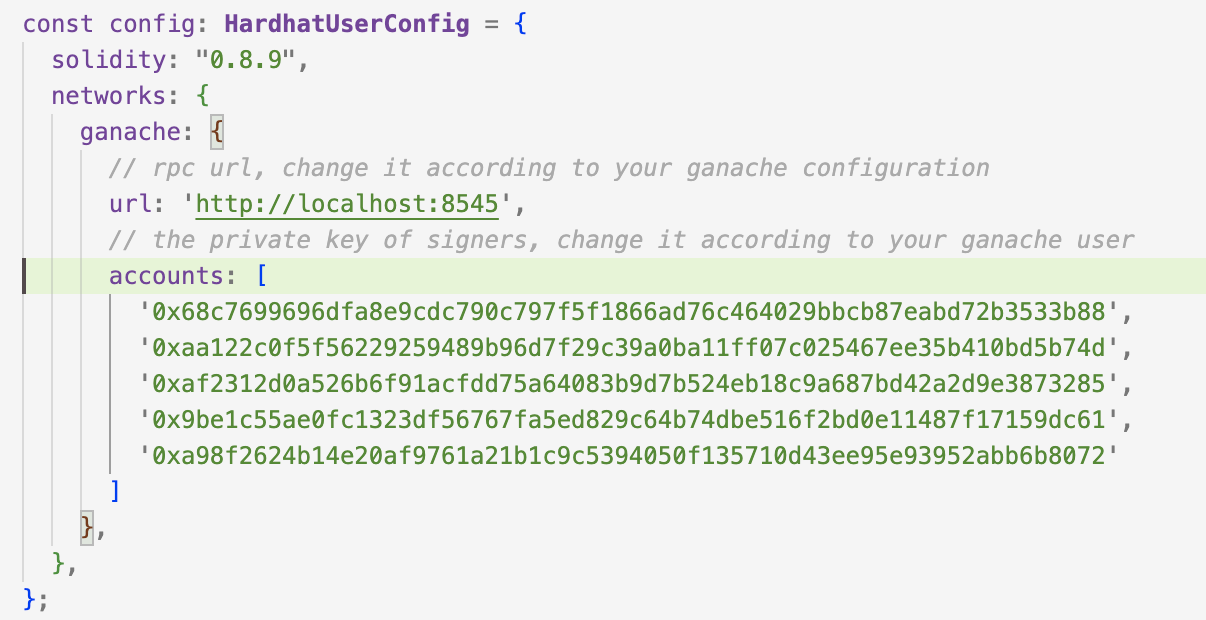 const config: HardhatUserConfig = {
  solidity: "0.8.9",
  networks: {
    ganache: {
      // rpc url, change it according to your ganache configuration
      url: 'http://localhost:8545',
      // the private key of signers, change it according to your ganache user
      accounts: [
        '0x68c7699696dfa8e9cdc790c797f5f1866ad76c464029bbcb87eabd72b3533b88',
        '0xaa122c0f5f56229259489b96d7f29c39a0ba11ff07c025467ee35b410bd5b74d',
        '0xaf2312d0a526b6f91acfdd75a64083b9d7b524eb18c9a687bd42a2d9e3873285',
        '0x9be1c55ae0fc1323df56767fa5ed829c64b74dbe516f2bd0e11487f17159dc61',
        '0xa98f2624b14e20af9761a21b1c9c5394050f135710d43ee95e93952abb6b8072'
      ]
    },
  },
};